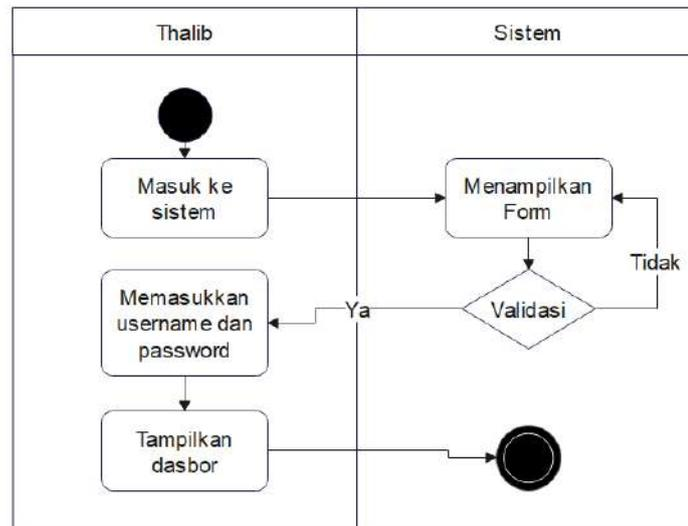 Thalib
Sistem
Masuk ke
sistem
Menampilkan
Form
Tidak
Memasukkan
username dan
password
Ya
Validasi
Tampilkan
dasbor